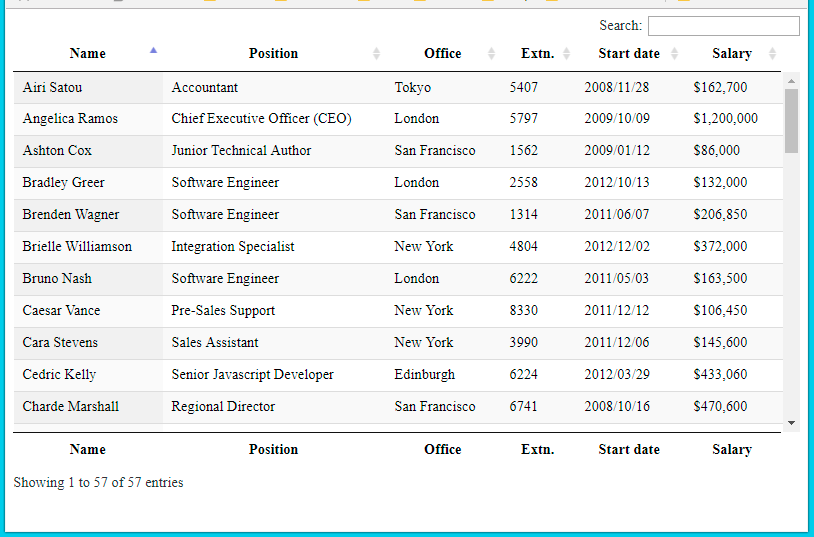 Search:
Name Position Office Extn. Start date Salary
Airi Satou Accountant Tokyo 5407 2008/11/28 $162,700
Angelica Ramos Chief Executive Officer (CEO) London 5797 2009/10/09 $1,200,000
Ashton Cox Junior Technical Author San Francisco 1562 2009/01/12 $86,000
Bradley Greer Software Engineer London 2558 2012/10/13 $132,000
Brenden Wagner Software Engineer San Francisco 1314 2011/06/07 $206,850
Brielle Williamson Integration Specialist New York 4804 2012/12/02 $372,000
Bruno Nash Software Engineer London 6222 2011/05/03 $163,500
Caesar Vance Pre-Sales Support New York 8330 2011/12/12 $106,450
Cara Stevens Sales Assistant New York 3990 2011/12/06 $145,600
Cedric Kelly Senior Javascript Developer Edinburgh 6224 2012/03/29 $433,060
Charde Marshall Regional Director San Francisco 6741 2008/10/16 $470,600
Name Position Office Extn. Start date Salary
Showing 1 to 57 of 57 entries